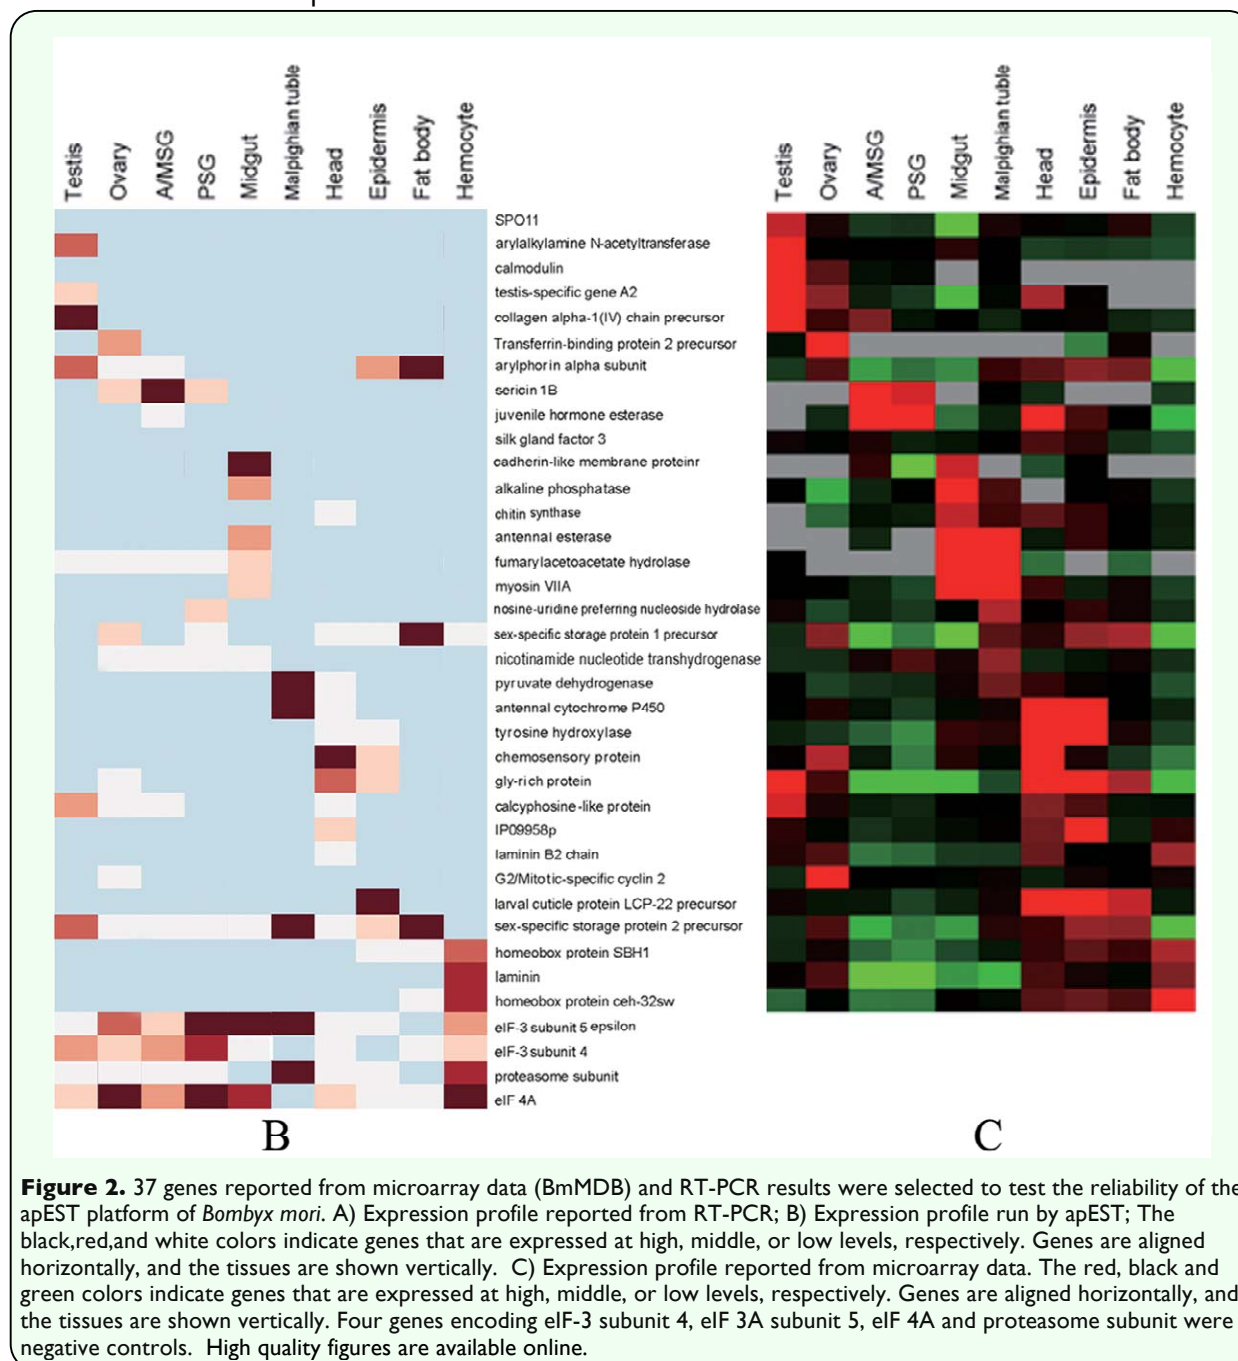 Testis
Ovary
A/MSG
PSG
Midgut
Malpighian tuble
Head
Epidermis
Fat body
Hemocyte
Testis
Ovary
A/MSG
PSG
Midgut
Malpighian tuble
Head
Epidermis
Fat body
Hemocyte
SPO11
arylalkylamine N-acetyltransferase
calmodulin
testis-specific gene A2
collagen alpha-1(IV) chain precursor
Transferrin-binding protein 2 precursor
arylphorin alpha subunit
sericin 1B
juvenile hormone esterase
silk gland factor 3
cadherin-like membrane proteinr
alkaline phosphatase
chitin synthase
antennal esterase
fumarylacetoacetate hydrolase
myosin VIIA
nosine-uridine preferring nucleoside hydrolase
sex-specific storage protein 1 precursor
nicotinamide nucleotide transhydrogenase
pyruvate dehydrogenase
antennal cytochrome P450
tyrosine hydroxylase
chemosensory protein
gly-rich protein
calcyphosine-like protein
IP09958p
laminin B2 chain
G2/Mitotic-specific cyclin 2
larval cuticle protein LCP-22 precursor
sex-specific storage protein 2 precursor
homeobox protein SBH1
laminin
homeobox protein ceh-32sw
eIF-3 subunit 5 epsilon
eIF-3 subunit 4
proteasome subunit
eIF 4A
B
C
Figure 2. 37 genes reported from microarray data (BmMDB) and RT-PCR results were selected to test the reliability of the
apEST platform of Bombyx mori. A) Expression profile reported from RT-PCR; B) Expression profile run by apEST; The
black,red,and white colors indicate genes that are expressed at high, middle, or low levels, respectively. Genes are aligned
horizontally, and the tissues are shown vertically. C) Expression profile reported from microarray data. The red, black and
green colors indicate genes that are expressed at high, middle, or low levels, respectively. Genes are aligned horizontally, and
the tissues are shown vertically. Four genes encoding eIF-3 subunit 4, eIF 3A subunit 5, eIF 4A and proteasome subunit were
negative controls. High quality figures are available online.